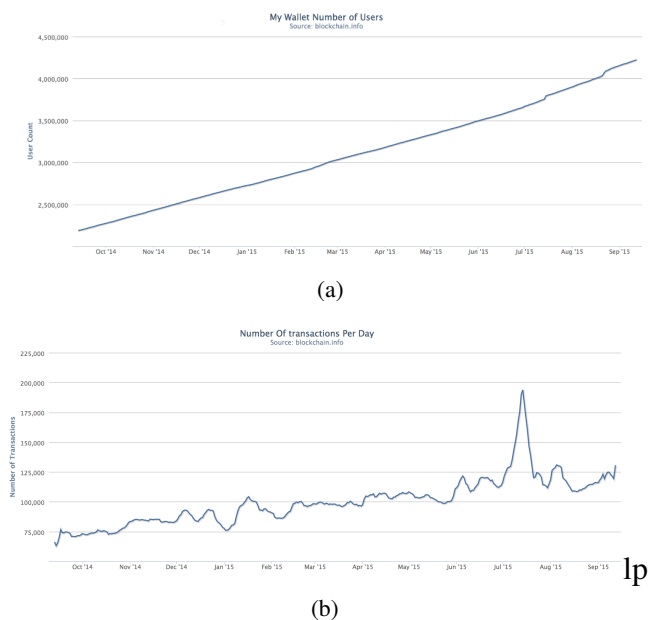 My Wallet Number of Users
Source: blockchain.info
4,500,000
4,000,000
3,500,000
3,000,000
2,500,000
User Count
Oct '14 Nov '14 Dec '14 Jan '15 Feb '15 Mar '15 Apr '15 May '15 Jun '15 Jul '15 Aug '15 Sep '15
(a)
Number Of transactions Per Day
Source: blockchain.info
225,000
200,000
175,000
150,000
125,000
100,000
75,000
Number of Transactions
Oct '14 Nov '14 Dec '14 Jan '15 Feb '15 Mar '15 Apr '15 May '15 Jun '15 Jul '15 Aug '15 Sep '15
lp
(b)